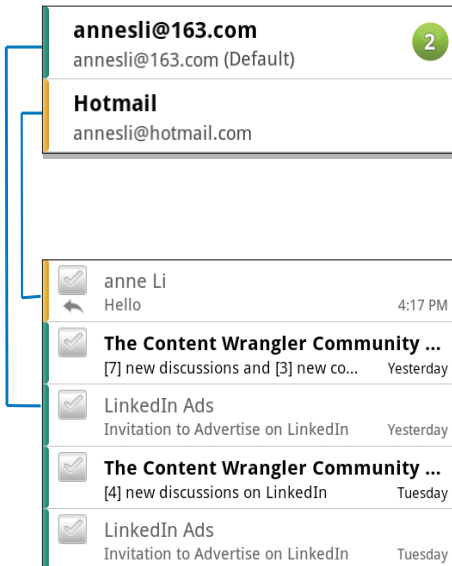 annesli@163.com
annesli@163.com (Default)
2
Hotmail
annesli@hotmail.com
anne Li
Hello 4:17 PM
The Content Wrangler Community ...
[7] new discussions and [3] new co... Yesterday
LinkedIn Ads
Invitation to Advertise on LinkedIn Yesterday
The Content Wrangler Community ...
[4] new discussions on LinkedIn Tuesday
LinkedIn Ads
Invitation to Advertise on LinkedIn Tuesday